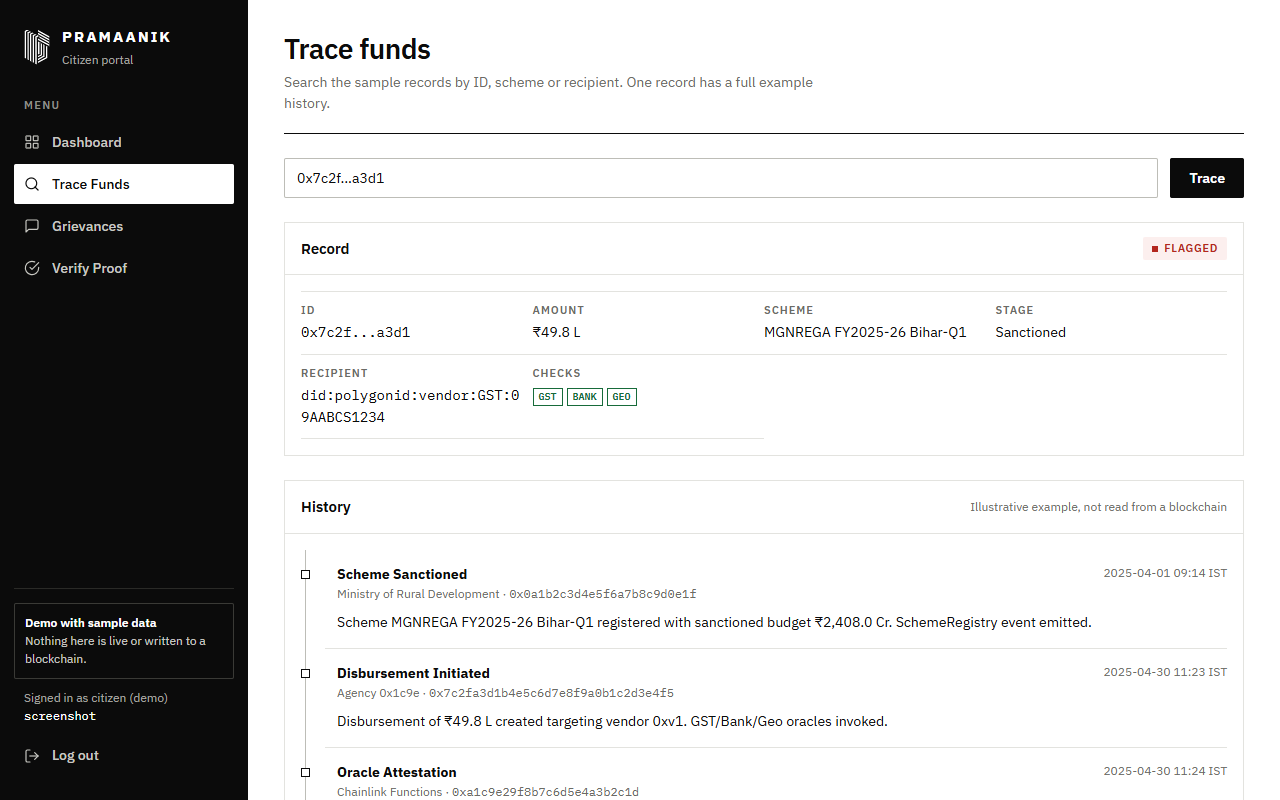 PRAMAANIK
Citizen portal
MENU
Dashboard
Trace Funds
Grievances
Verify Proof
Demo with sample data
Nothing here is live or written to a
blockchain.
Signed in as citizen (demo)
screenshot
Log out
Trace funds
Search the sample records by ID, scheme or recipient. One record has a full example
history.
0x7c2f…a3d1
Trace
Record
FLAGGED
ID
AMOUNT
SCHEME
STAGE
0x7c2f...a3d1
₹49.8 L
MGNREGA FY2025-26 Bihar-Q1
Sanctioned
RECIPIENT
CHECKS
did:polygonid:vendor:GST:0
9AABCS1234
GST
BANK
GEO
History
Illustrative example, not read from a blockchain
Scheme Sanctioned
2025-04-01 09:14 IST
Ministry of Rural Development · 0x0a1b2c3d4e5f6a7b8c9d0e1f
Scheme MGNREGA FY2025-26 Bihar-Q1 registered with sanctioned budget ₹2,408.0 Cr. SchemeRegistry event emitted.
Disbursement Initiated
2025-04-30 11:23 IST
Agency 0x1c9e · 0x7c2fa3d1b4e5c6d7e8f9a0b1c2d3e4f5
Disbursement of ₹49.8 L created targeting vendor 0xv1. GST/Bank/Geo oracles invoked.
Oracle Attestation
2025-04-30 11:24 IST
Chainlink Functions · 0xa1c9e29f8b7c6d5e4a3b2c1d